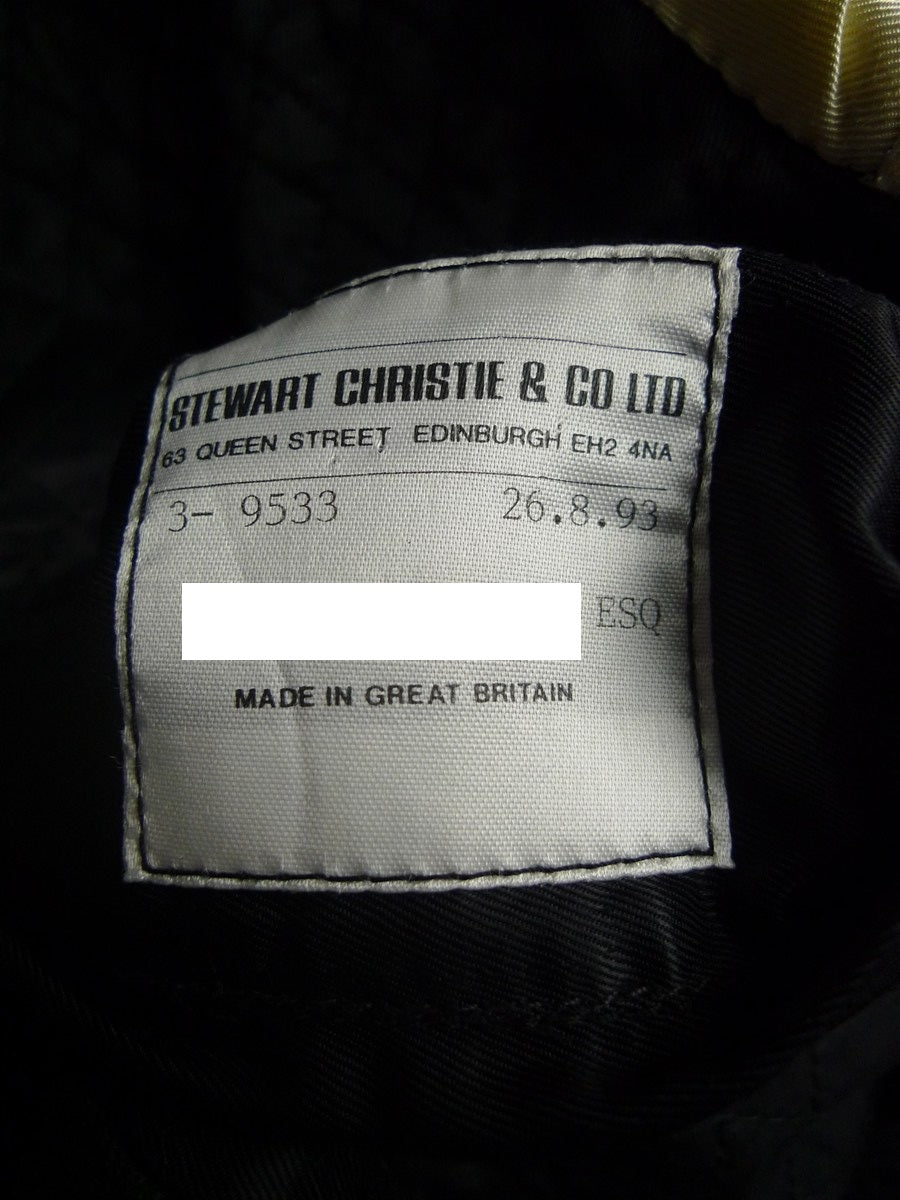 STEWART CHRISTIE & CO LTD
63 QUEEN STREET EDINBURGH EH2 4NA
3- 9533 26.8.93
ESQ
MADE IN GREAT BRITAIN